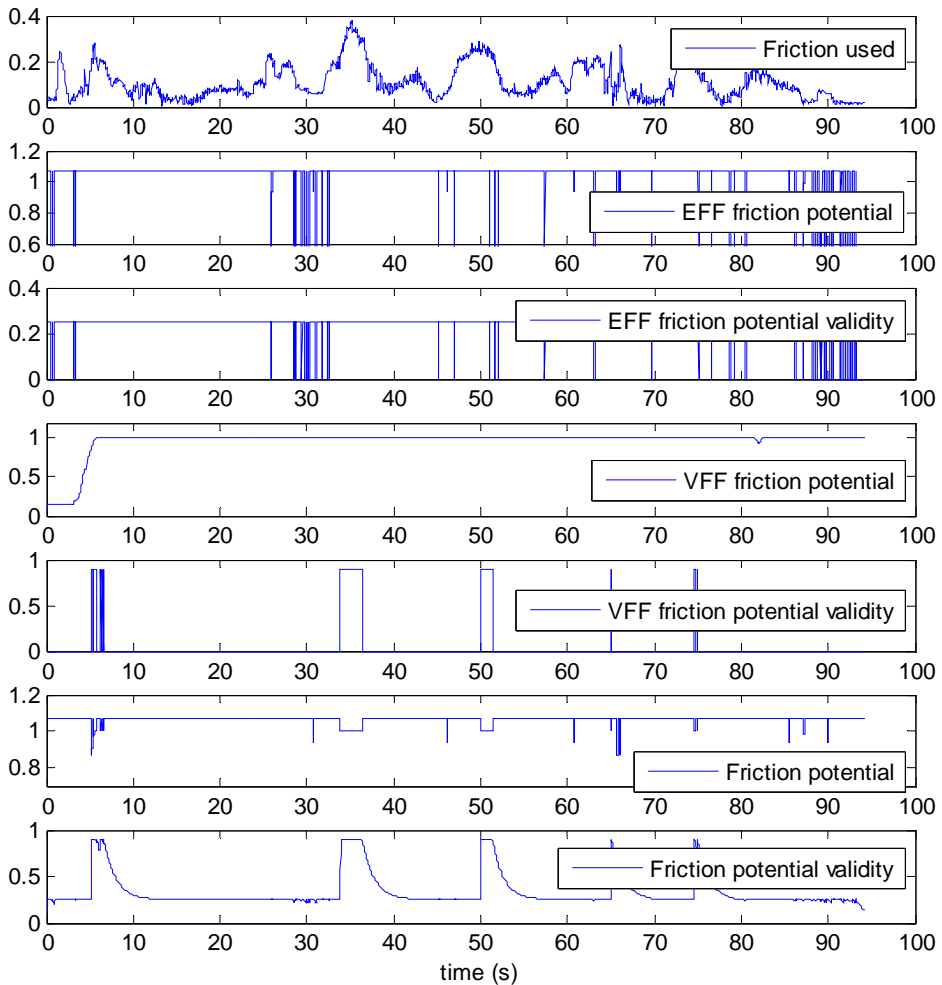 0.4
Friction used
0.2
0
0 10 20 30 40 50 60 70 80 90 100
1.2
1
EFF friction potential
0.8
0.6
0 10 20 30 40 50 60 70 80 90 100
0.4
EFF friction potential validity
0.2
0
0 10 20 30 40 50 60 70 80 90 100
1
VFF friction potential
0.5
0
0 10 20 30 40 50 60 70 80 90 100
1
VFF friction potential validity
0.5
0
0 10 20 30 40 50 60 70 80 90 100
1.2
1
Friction potential
0.8
0 10 20 30 40 50 60 70 80 90 100
1
Friction potential validity
0.5
0
0 10 20 30 40 50 60 70 80 90 100
time (s)